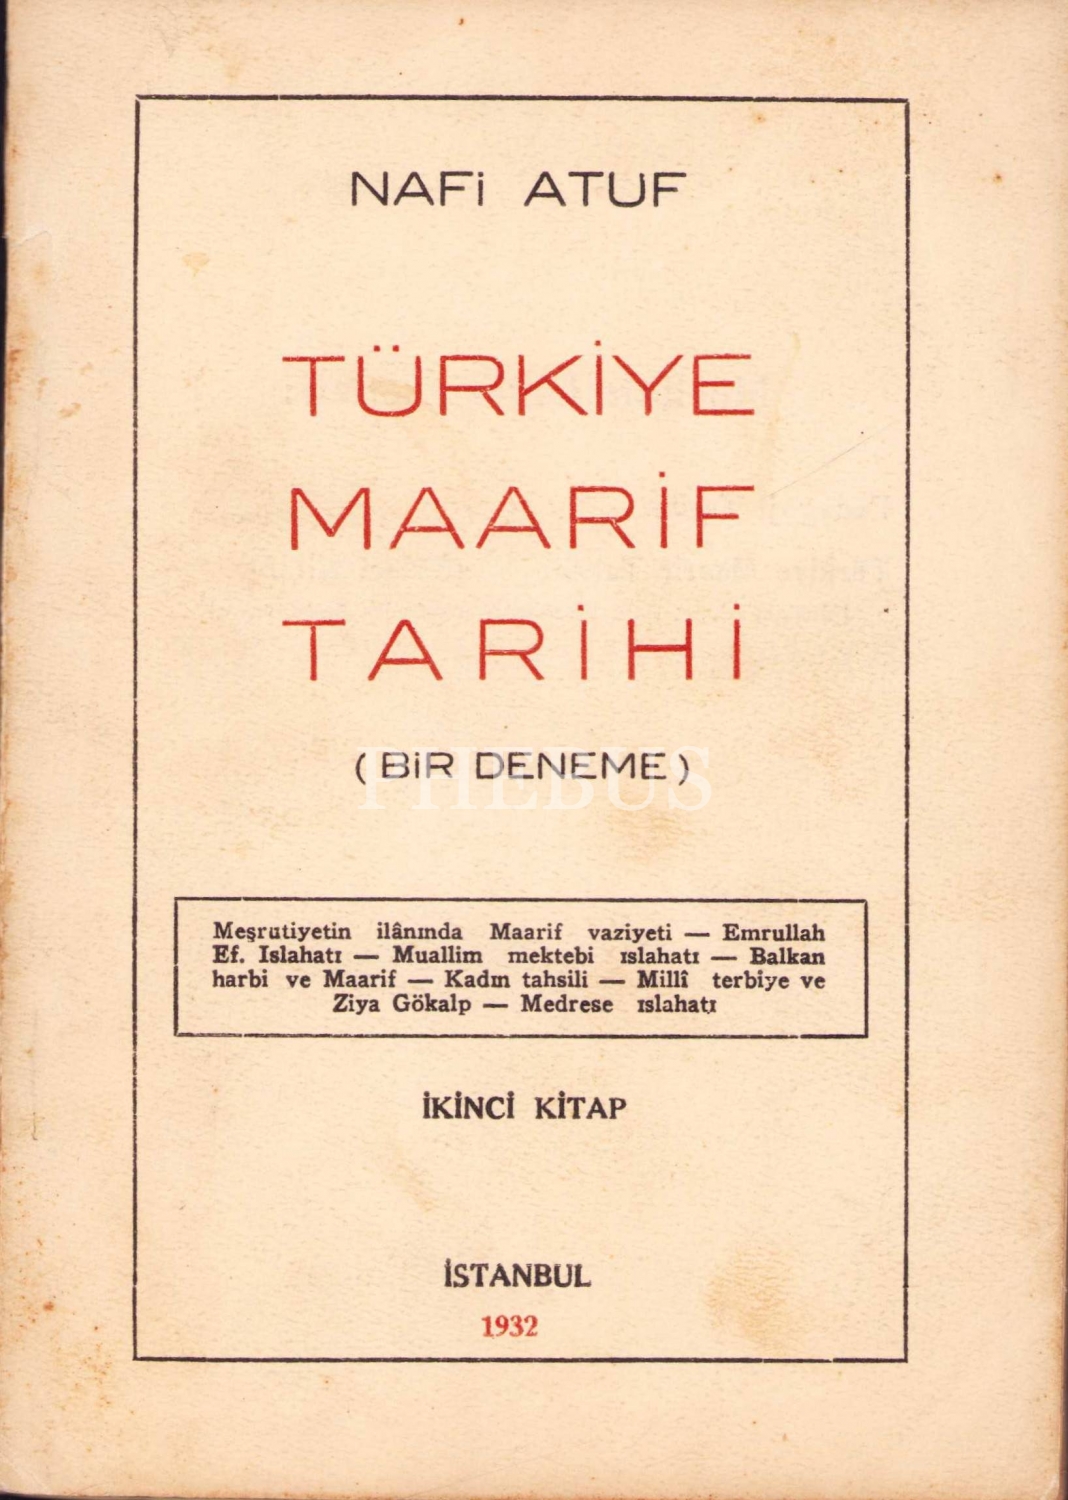 NAFİ ATUF
TÜRKİYE
MAARİF
TARİHİ
(BİR DENEME)
THEBUS
Meşrutiyetin ilânında Maarif vaziyeti — Emrullah
Ef. Islahatı — Muallim mektebi ıslahatı — Balkan
harbi ve Maarif — Kadın tahsili — Millî terbiye ve
Ziya Gökalp — Medrese ıslahatı
İKİNCİ KİTAP
İSTANBUL
1932